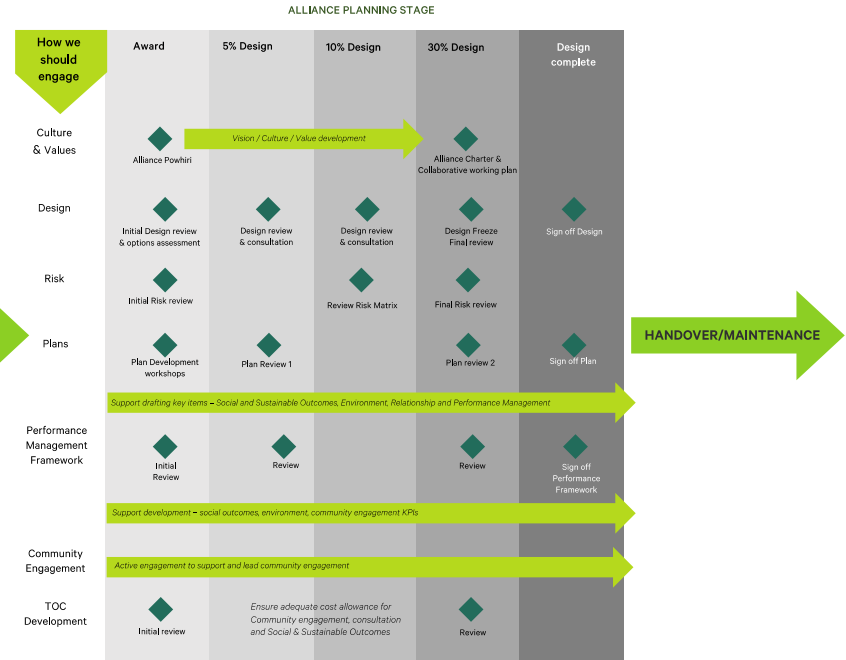 ALLIANCE PLANNING STAGE
How we
should
engage
Award
5% Design
10% Design
30% Design
Design
complete
Culture
& Values
Alliance Powhiri
Vision / Culture / Value development
Alliance Charter &
Collaborative working plan
Design
Initial Design review
& options assessment
Design review
& consultation
Design review
& consultation
Design Freeze
Final review
Sign off Design
Risk
Initial Risk review
Review Risk Matrix
Final Risk review
Plans
Plan Development
workshops
Plan Review 1
Plan review 2
Sign off Plan
HANDOVER/MAINTENANCE
Support drafting key items – Social and Sustainable Outcomes, Environment, Relationship and Performance Management
Performance
Management
Framework
Initial
Review
Review
Review
Sign off
Performance
Framework
Support development – social outcomes, environment, community engagement KPIs
Community
Engagement
Active engagement to support and lead community engagement
TOC
Development
Initial review
Ensure adequate cost allowance for
Community engagement, consultation
and Social & Sustainable Outcomes
Review